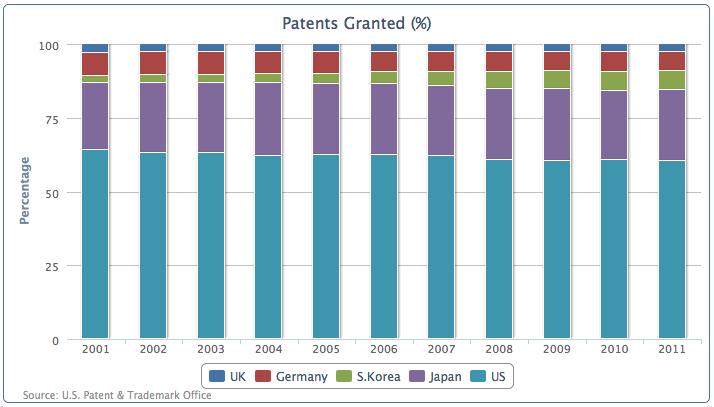 Patents Granted (%)
100
75
50
25
0
Percentage
2001 2002 2003 2004 2005 2006 2007 2008 2009 2010 2011
UK Germany S.Korea Japan US
Source: U.S. Patent & Trademark Office